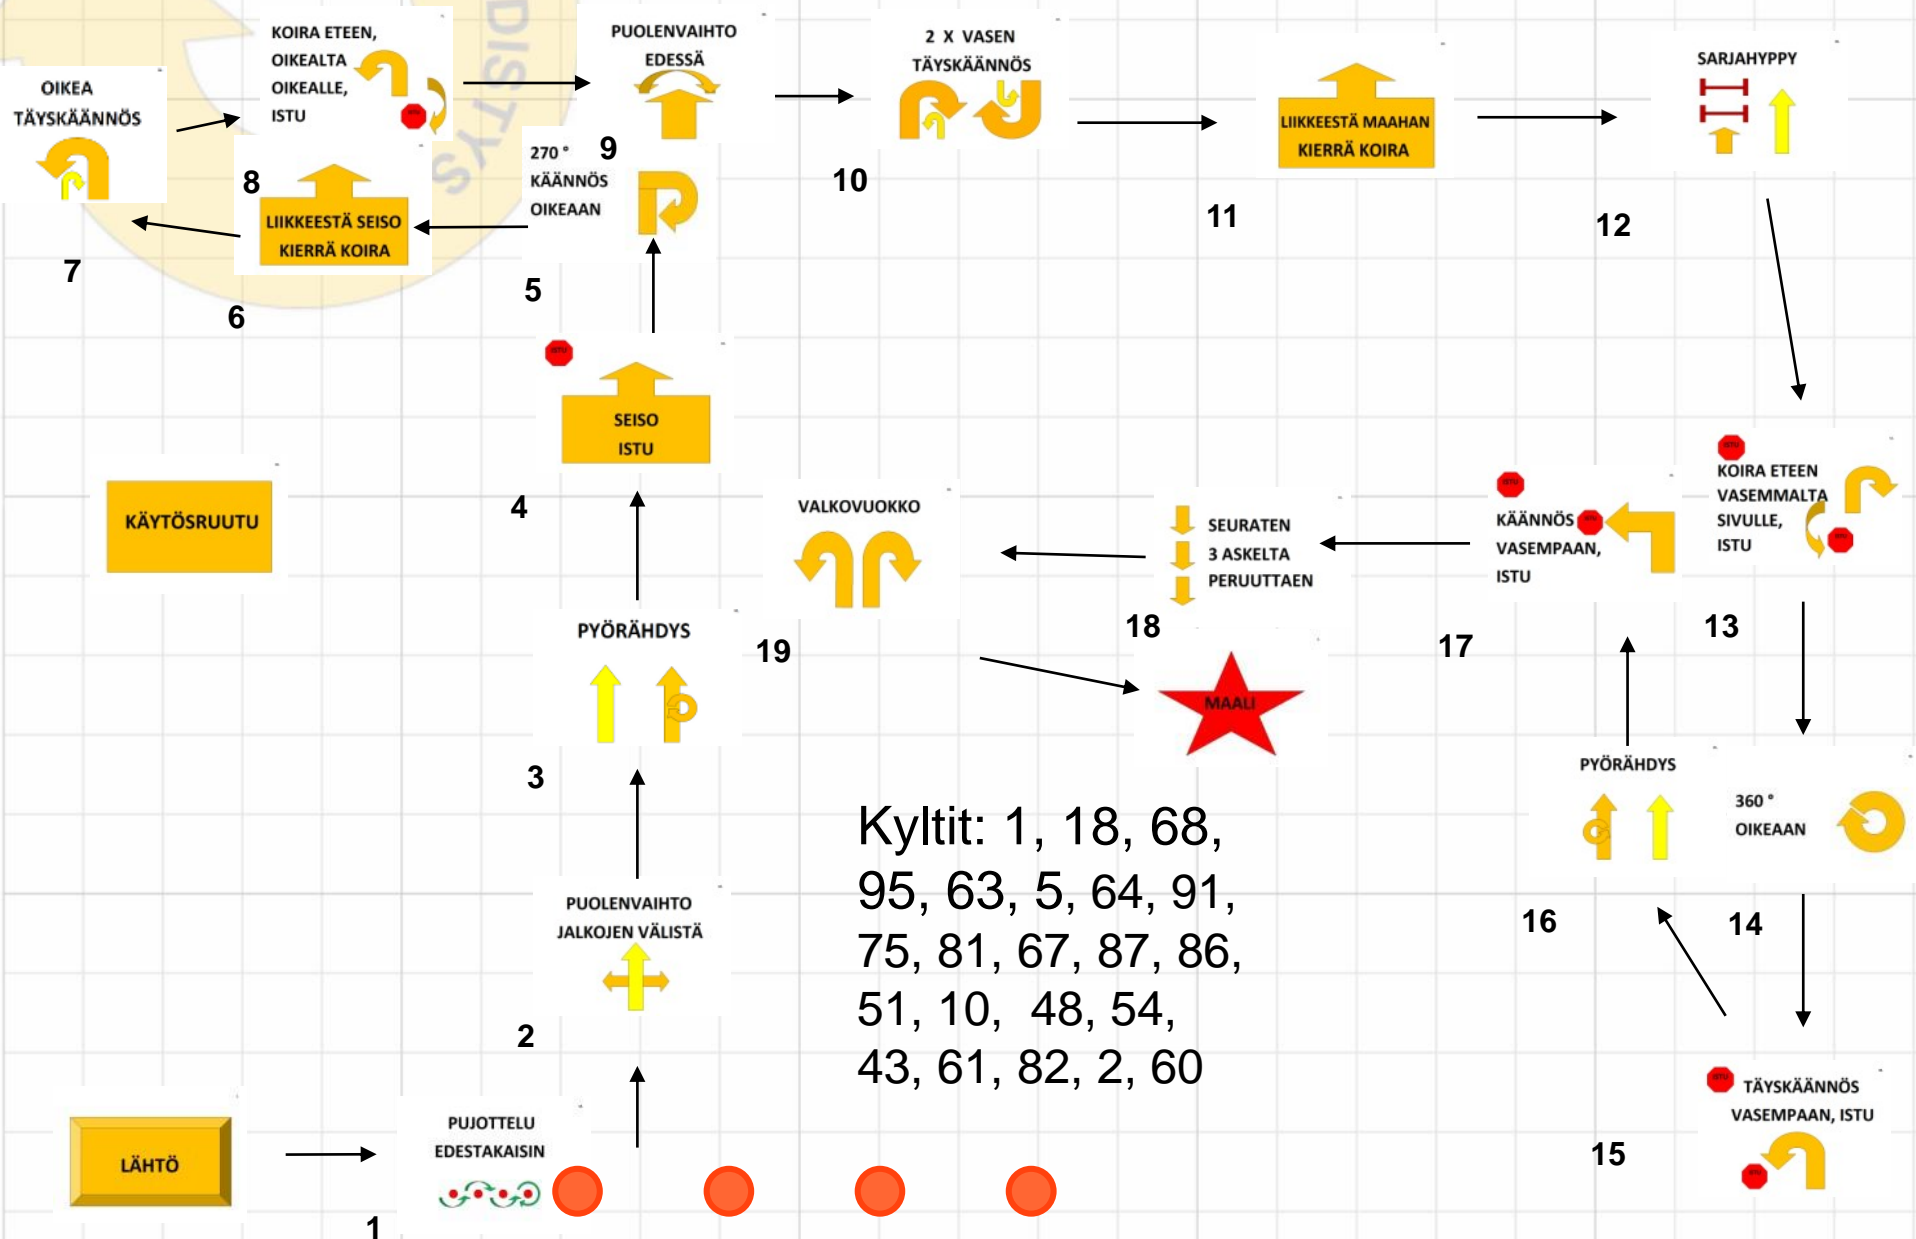 DISTYS
KOIRA ETEEN,
OIKEALTA
OIKEALLE,
ISTU
PUOLENVAIHTO
EDESSÄ
2 X VASEN
TÄYSKÄÄNNÖS
SARJAHYPPY
OIKEA
TÄYSKÄÄNNÖS
LIIKKEESTÄ MAAHAN
KIERRÄ KOIRA
8
9
10
11
12
270 °
KÄÄNNÖS
OIKEAAN
LIIKKEESTÄ SEISO
KIERRÄ KOIRA
7
6
5
SEISO
ISTU
4
KÄYTÖSRUUTU
VALKOVUOKKO
19
SEURATEN
3 ASKELTA
PERUUTTAEN
18
KÄÄNNÖS
VASEMPAAN,
ISTU
17
KOIRA ETEEN
VASEMMALTA
SIVULLE,
ISTU
13
PYÖRÄHDYS
3
MAALI
PYÖRÄHDYS
16
360 °
OIKEAAN
14
Kyltit: 1, 18, 68,
95, 63, 5, 64, 91,
75, 81, 67, 87, 86,
51, 10, 48, 54,
43, 61, 82, 2, 60
PUOLENVAIHTO
JALKOJEN VÄLISTÄ
2
TÄYSKÄÄNNÖS
VASEMPAAN, ISTU
15
LÄHTÖ
PUJOTTELU
EDESTAKAISIN
1